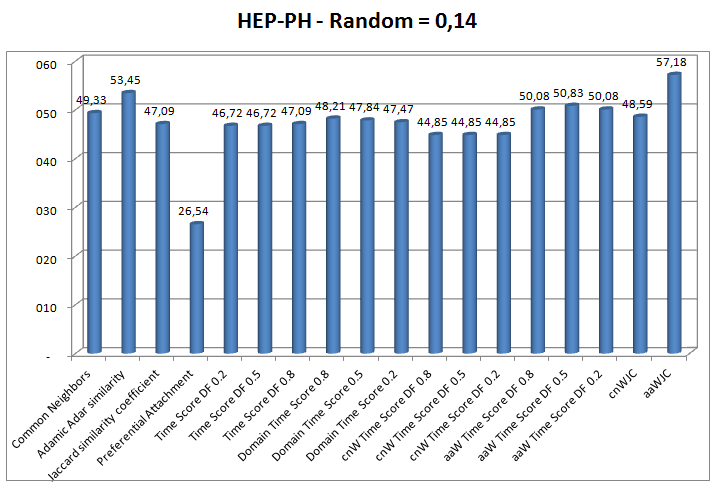 HEP-PH - Random = 0,14
060
050
040
030
020
010
-
49,33
53,45
47,09
26,54
46,72
46,72
47,09
48,21
47,84
47,47
44,85
44,85
44,85
50,08
50,83
50,08
48,59
57,18
Common Neighbors
Adamic Adar similarity
Jaccard similarity coefficient
Preferential Attachment
Time Score DF 0.2
Time Score DF 0.5
Time Score DF 0.8
Domain Time Score 0.8
Domain Time Score 0.5
Domain Time Score 0.2
cnW Time Score DF 0.8
cnW Time Score DF 0.5
cnW Time Score DF 0.2
aaW Time Score DF 0.8
aaW Time Score DF 0.5
aaW Time Score DF 0.2
cnWJC
aaWJC